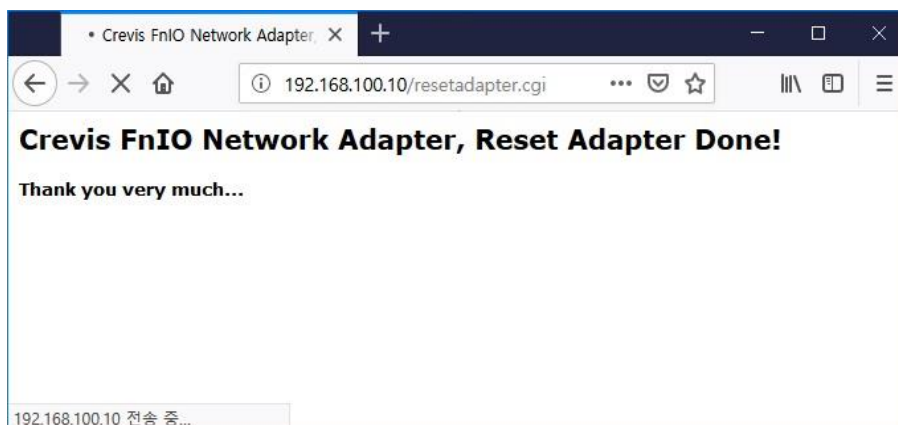 Crevis FnIO Network Adapter,
192.168.100.10/resetadapter.cgi
Crevis FnIO Network Adapter, Reset Adapter Done!
Thank you very much...
192.168.100.10 전송 중...